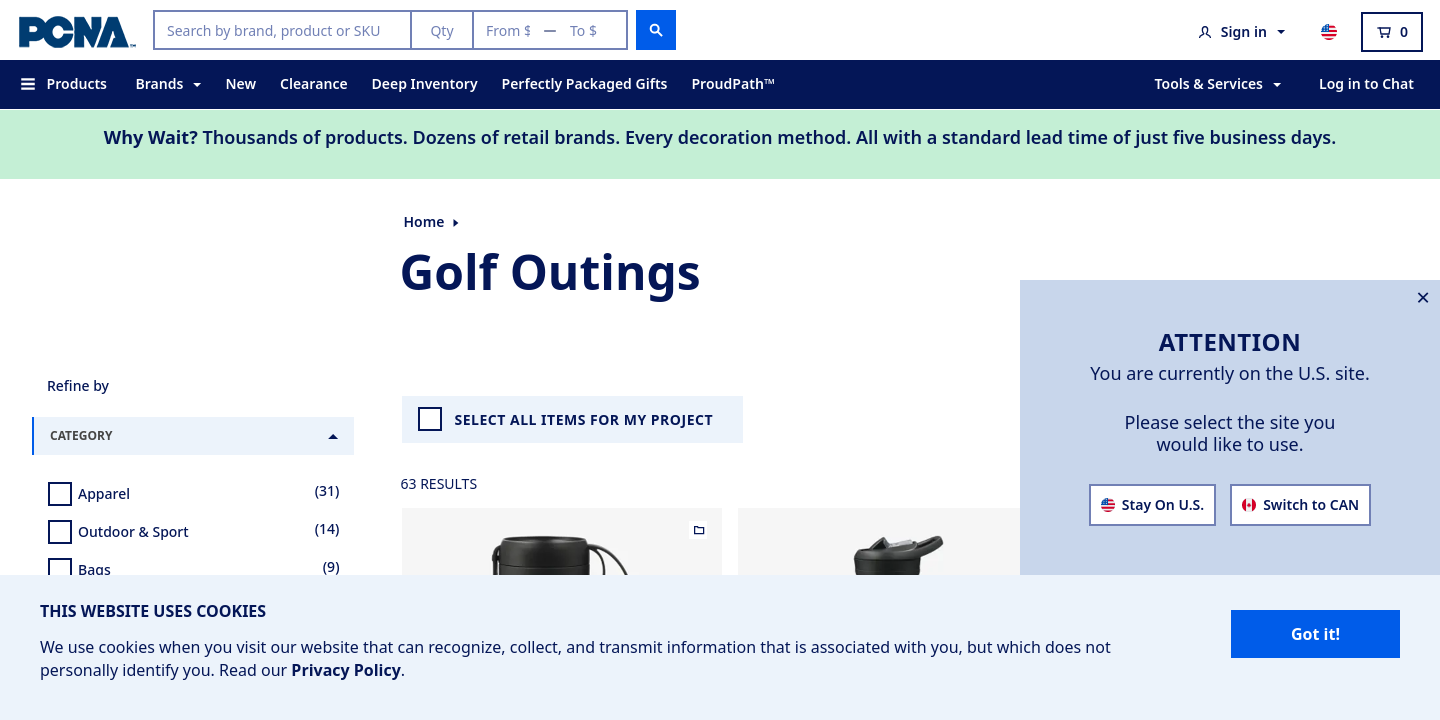 PCNA™
Search by brand, product or SKU
Qty
From $ — To $
Sign in
0
Products
Brands
New
Clearance
Deep Inventory
Perfectly Packaged Gifts
ProudPath™
Tools & Services
Log in to Chat
Why Wait? Thousands of products. Dozens of retail brands. Every decoration method. All with a standard lead time of just five business days.
Home
Golf Outings
Refine by
CATEGORY
Apparel (31)
Outdoor & Sport (14)
Bags (9)
SELECT ALL ITEMS FOR MY PROJECT
63 RESULTS
ATTENTION
You are currently on the U.S. site.
Please select the site you
would like to use.
Stay On U.S.
Switch to CAN
THIS WEBSITE USES COOKIES
We use cookies when you visit our website that can recognize, collect, and transmit information that is associated with you, but which does not
personally identify you. Read our Privacy Policy.
Got it!